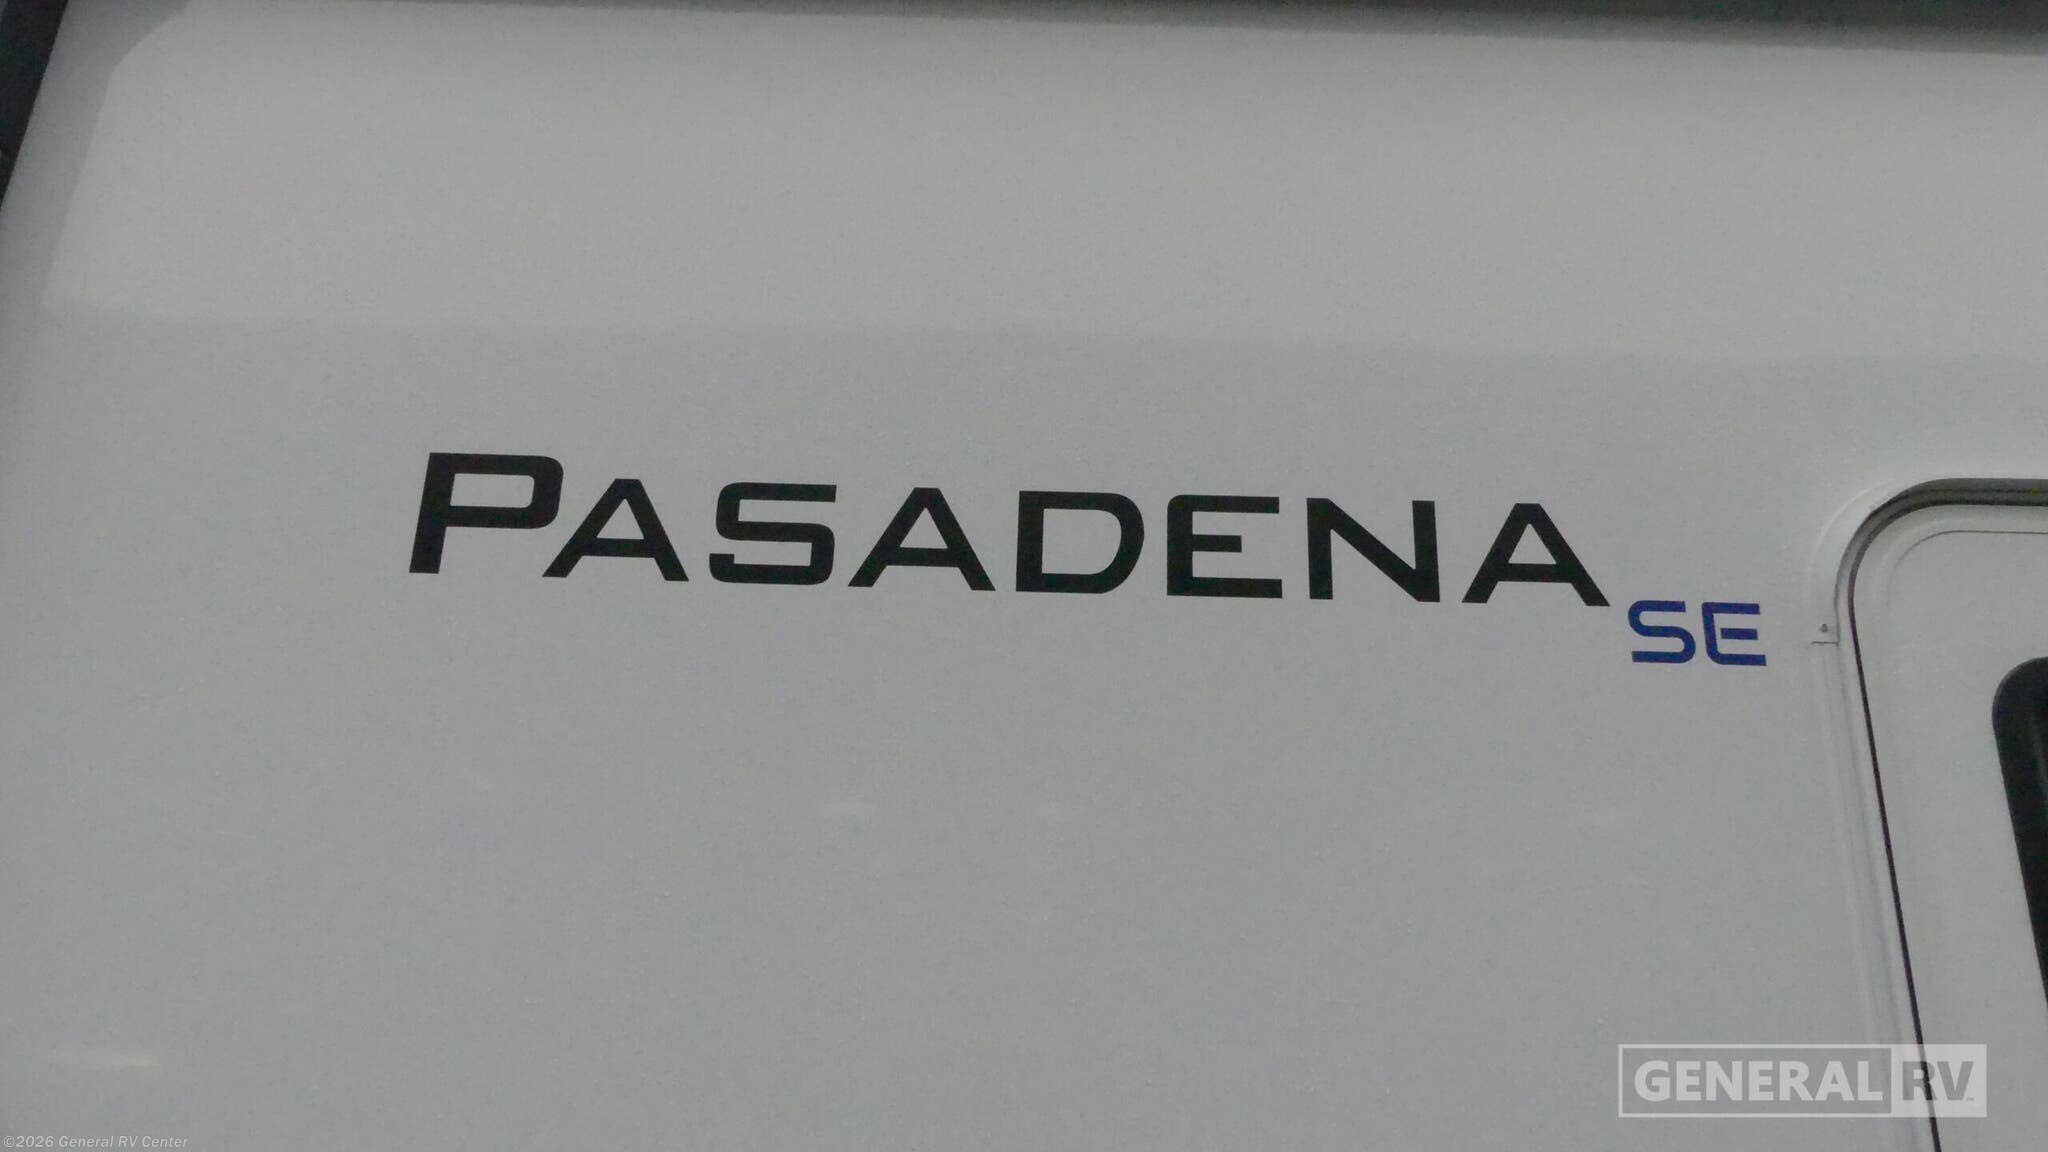 PASADENA
SE
GENERAL RV
©2026 General RV Center